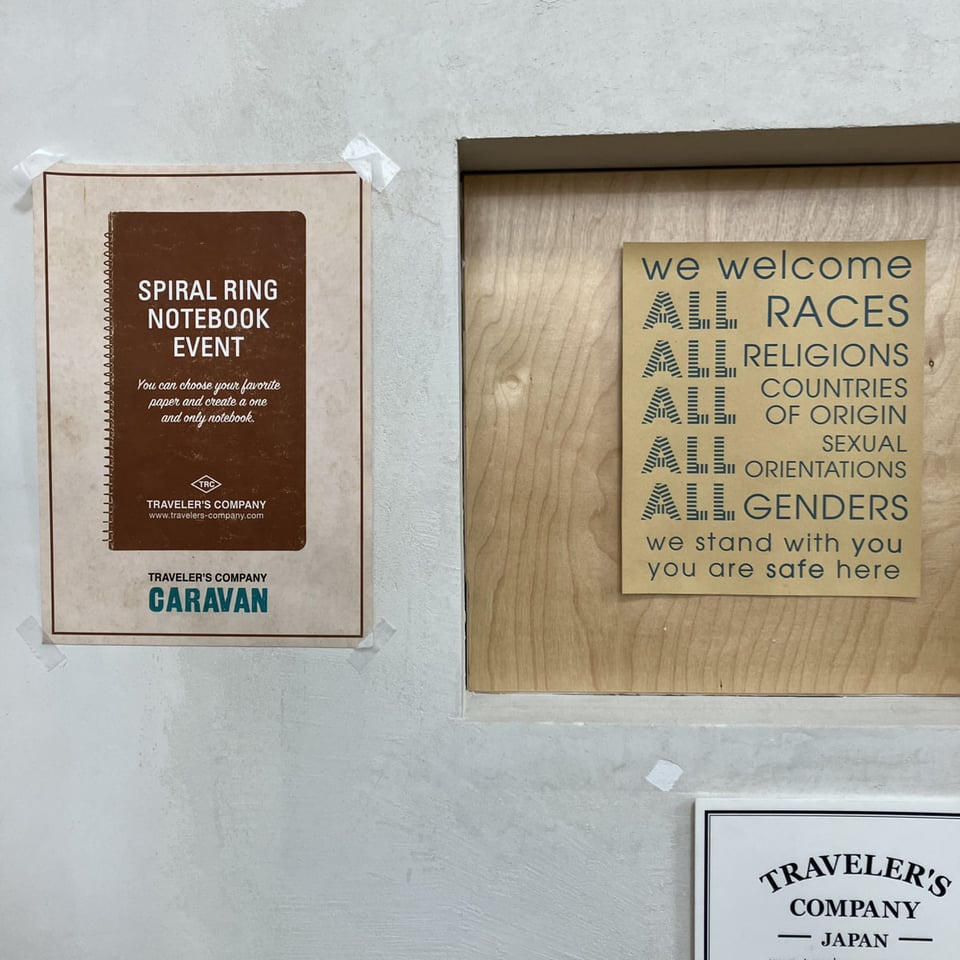 SPIRAL RING
NOTEBOOK
EVENT
You can choose your favorite
paper and create a one
and only notebook.
TRC
TRAVELER'S COMPANY
www.travelers-company.com
TRAVELER'S COMPANY
CARAVAN
we welcome
ALL RACES
ALL RELIGIONS
ALL COUNTRIES
OF ORIGIN
ALL SEXUAL
ORIENTATIONS
ALL GENDERS
we stand with you
you are safe here
TRAVELER'S
COMPANY
JAPAN